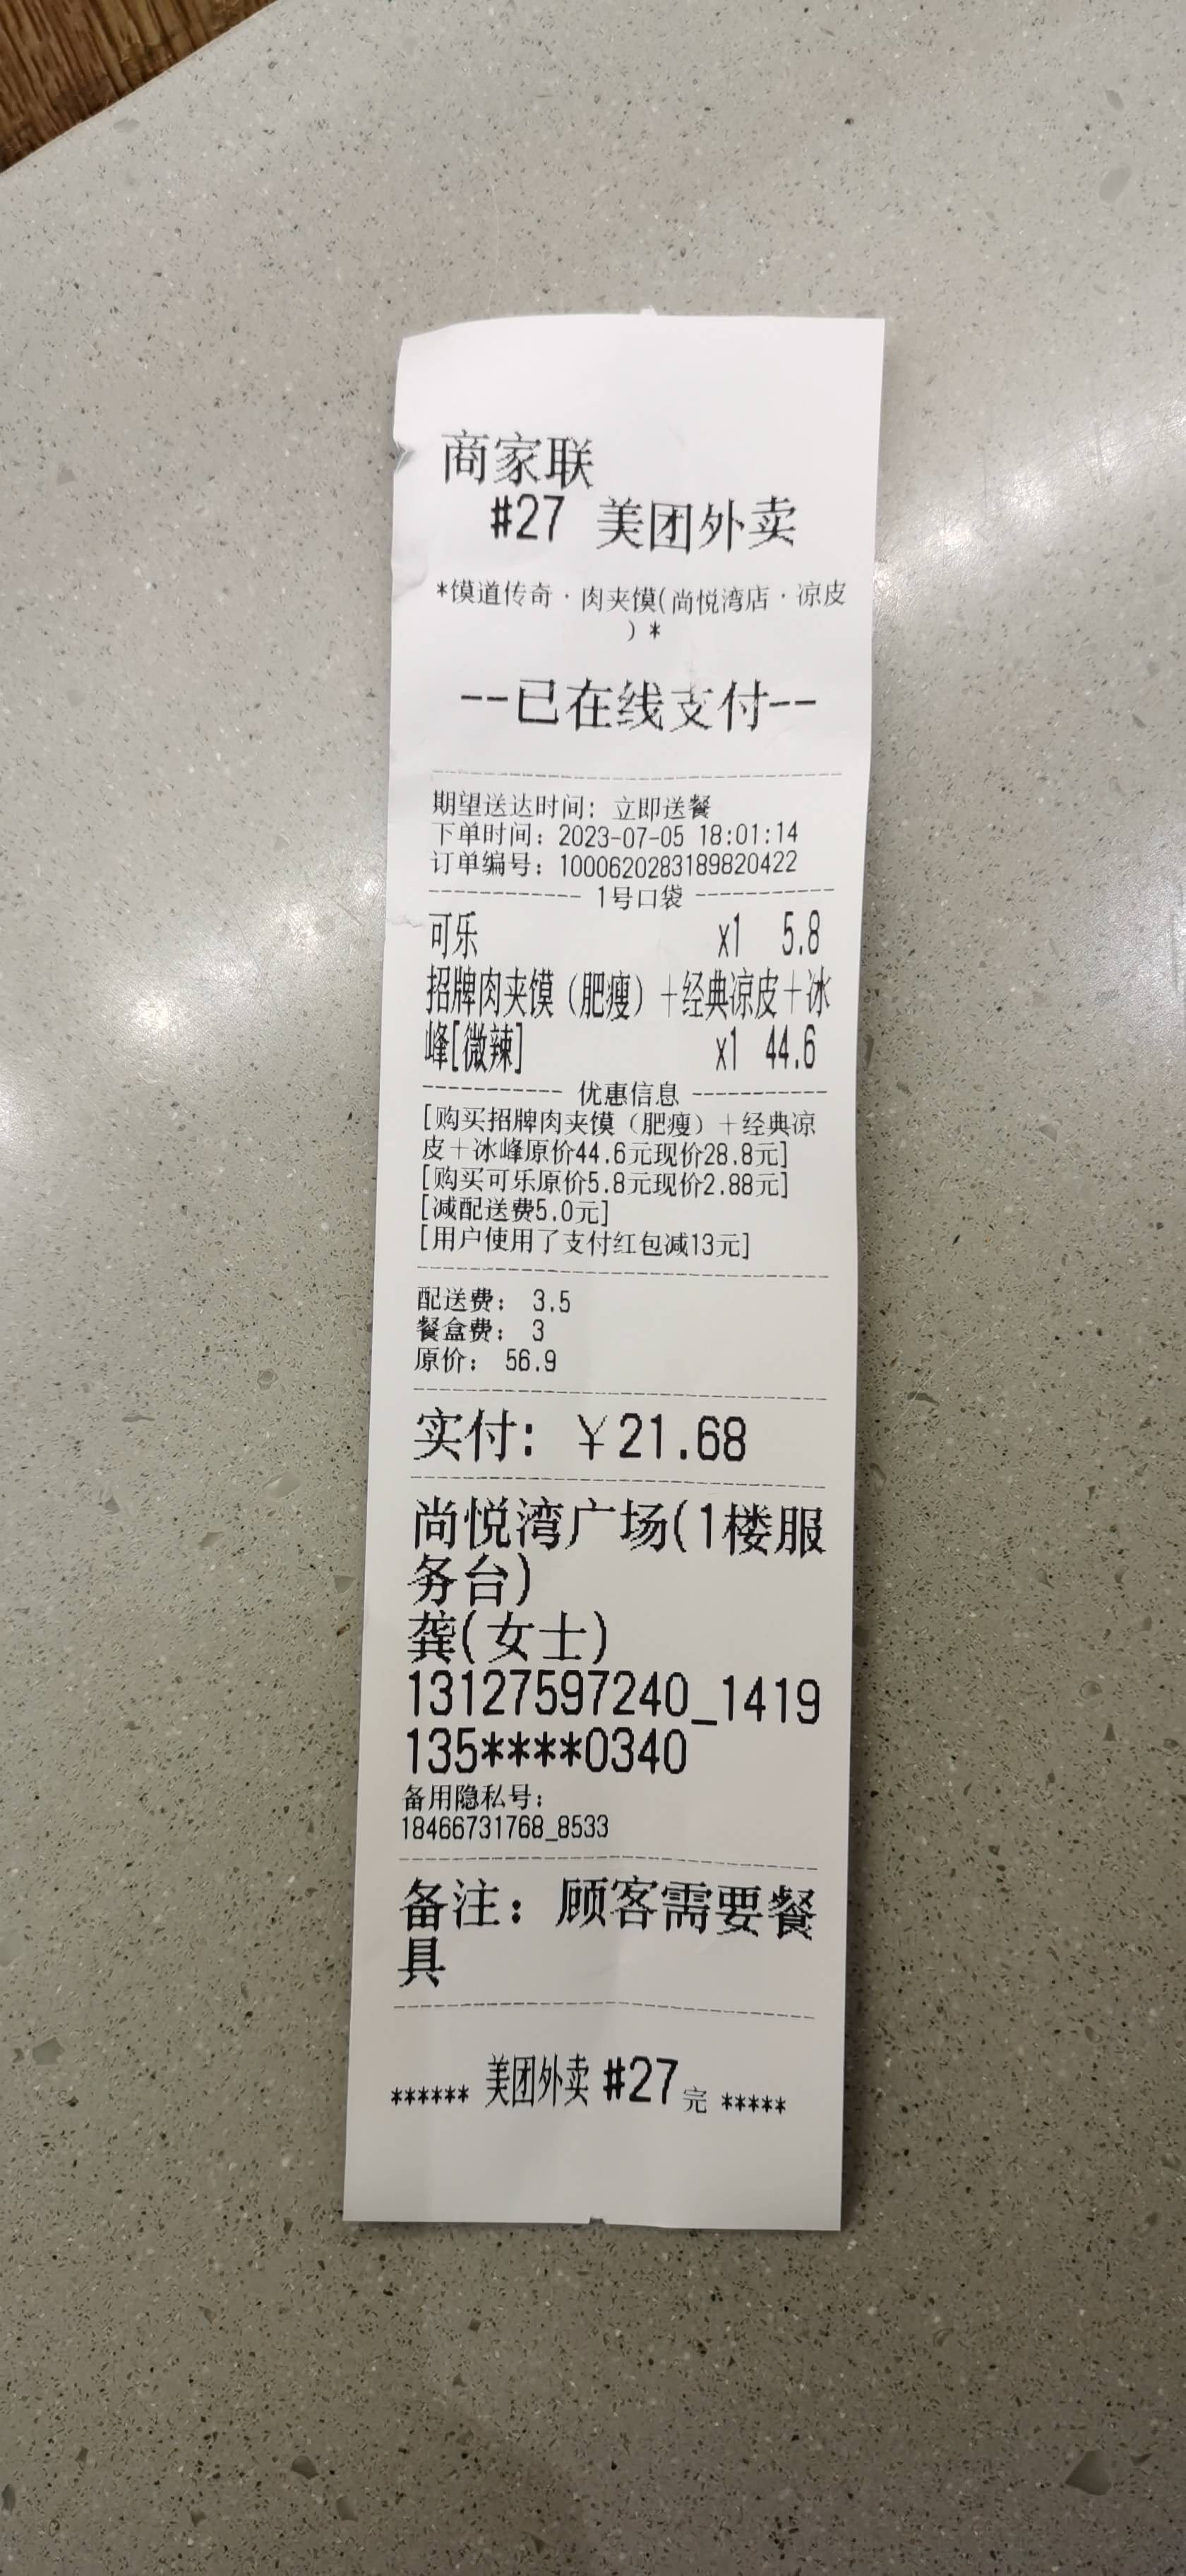 商家联
#27 美团外卖
*馍道传奇·肉夹馍(尚悦湾店·凉皮
)*
--已在线支付--
期望送达时间: 立即送餐
下单时间: 2023-07-05 18:01:14
订单编号: 1000620283189820422
----------- 1号口袋 -----------
可乐 x1 5.8
招牌肉夹馍（肥瘦）+经典凉皮+冰
峰[微辣] x1 44.6
----------- 优惠信息 -----------
[购买招牌肉夹馍（肥瘦）+经典凉
皮+冰峰原价44.6元现价28.8元]
[购买可乐原价5.8元现价2.88元]
[减配送费5.0元]
[用户使用了支付红包减13元]
配送费: 3.5
餐盒费: 3
原价: 56.9
实付: ￥21.68
尚悦湾广场(1楼服
务台)
龚(女士)
13127597240_1419
135****0340
备用隐私号:
18466731768_8533
备注: 顾客需要餐
具
****** 美团外卖 #27 完 *****